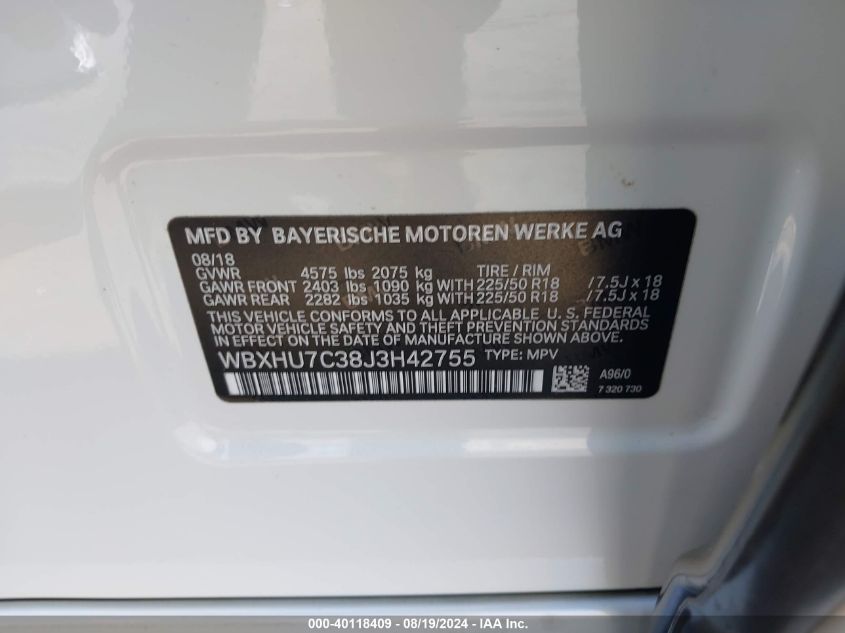 MFD BY BAYERISCHE MOTOREN WERKE AG
08/18
GVWR 4575 lbs 2075 kg TIRE / RIM
GAWR FRONT 2403 lbs 1090 kg WITH 225/50 R18 /7.5J x 18
GAWR REAR 2282 lbs 1035 kg WITH 225/50 R18 /7.5J x 18
THIS VEHICLE CONFORMS TO ALL APPLICABLE U. S. FEDERAL
MOTOR VEHICLE SAFETY AND THEFT PREVENTION STANDARDS
IN EFFECT ON THE DATE OF MANUFACTURE SHOWN ABOVE.
WBXHU7C38J3H42755 TYPE: MPV
A96/0
7 320 730
000-40118409 - 08/19/2024 - IAA Inc.